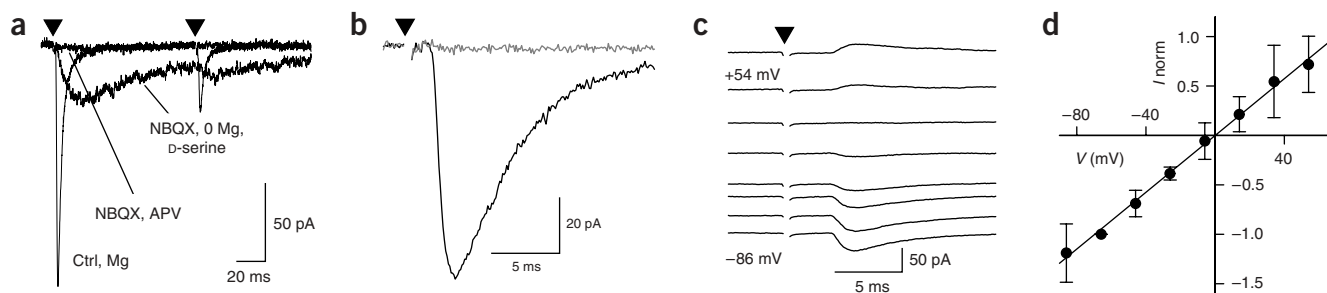 a
NBQX, 0 Mg,
D-serine
NBQX, APV
Ctrl, Mg
50 pA
20 ms
b
20 pA
5 ms
c
+54 mV
−86 mV
50 pA
5 ms
d
I norm
1.0
0.5
−80
−40
V (mV)
40
−0.5
−1.0
−1.5